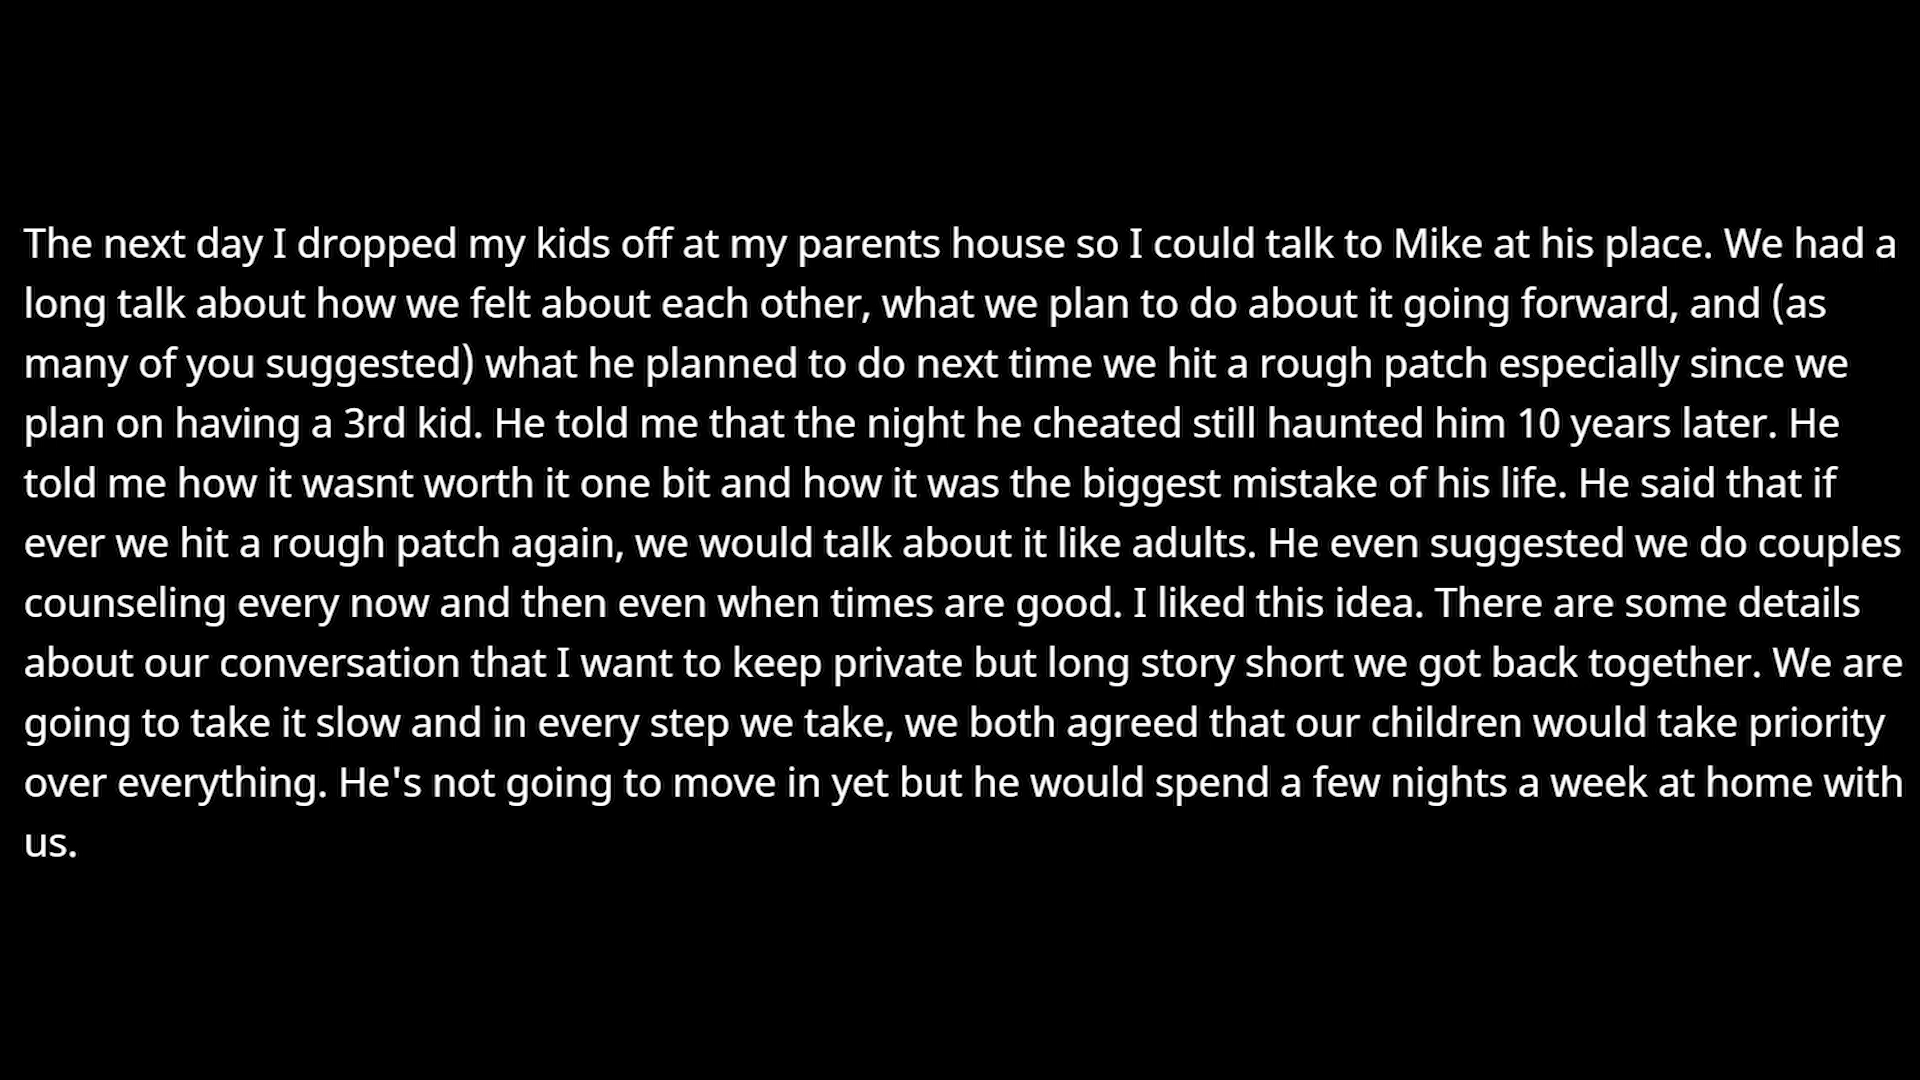 The next day I dropped my kids off at my parents house so I could talk to Mike at his place. We had a
long talk about how we felt about each other, what we plan to do about it going forward, and (as
many of you suggested) what he planned to do next time we hit a rough patch especially since we
plan on having a 3rd kid. He told me that the night he cheated still haunted him 10 years later. He
told me how it wasnt worth it one bit and how it was the biggest mistake of his life. He said that if
ever we hit a rough patch again, we would talk about it like adults. He even suggested we do couples
counseling every now and then even when times are good. I liked this idea. There are some details
about our conversation that I want to keep private but long story short we got back together. We are
going to take it slow and in every step we take, we both agreed that our children would take priority
over everything. He's not going to move in yet but he would spend a few nights a week at home with
us.